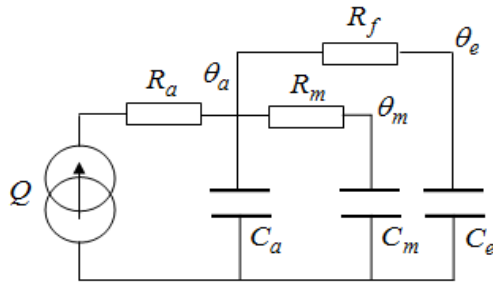 R_f
θ_e
R_a
θ_a
R_m
θ_m
Q
C_a
C_m
C_e